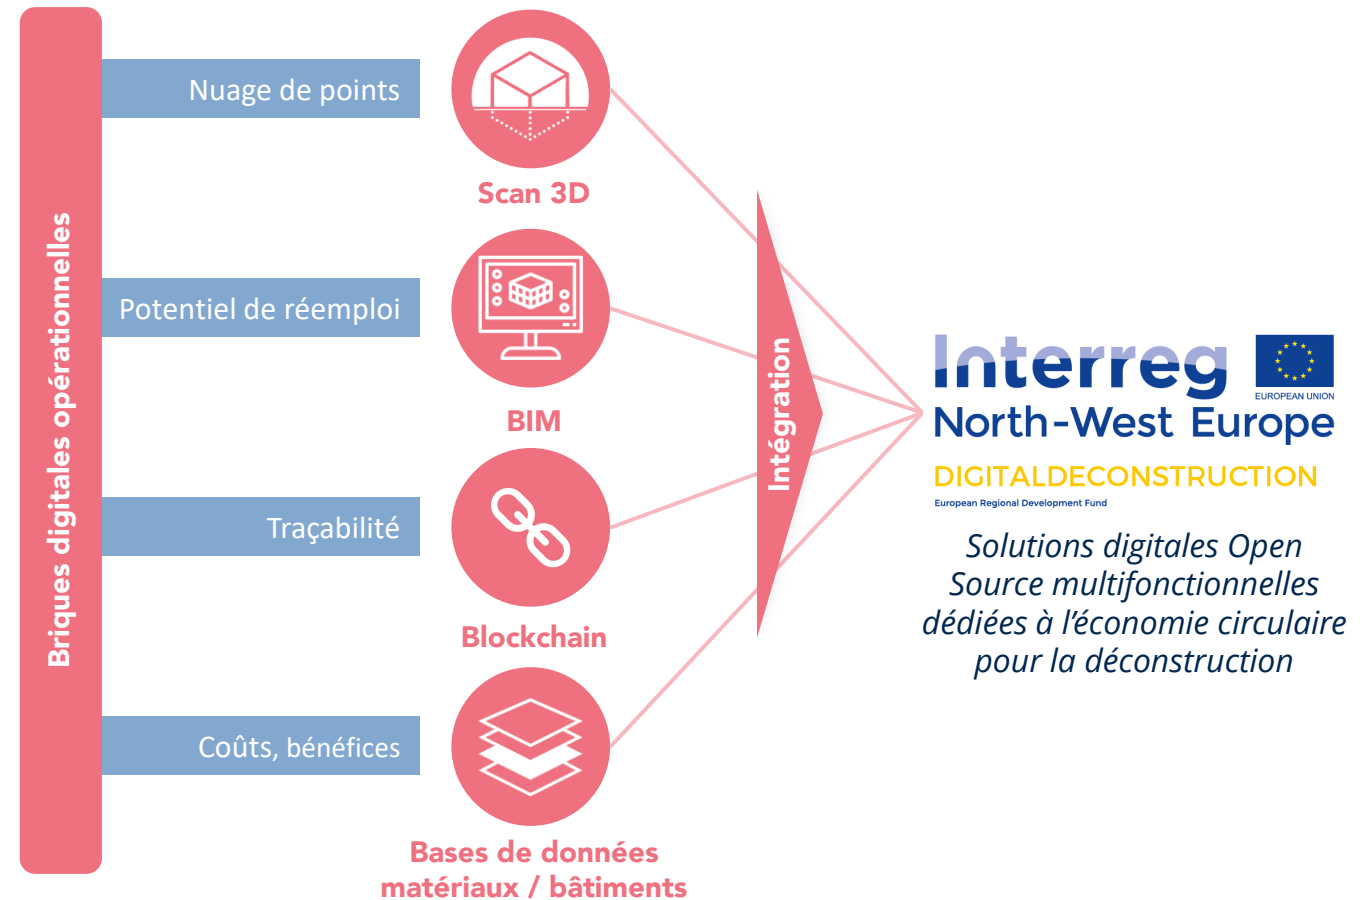 Briques digitales opérationnelles
Nuage de points
Scan 3D
Potentiel de réemploi
BIM
Traçabilité
Blockchain
Coûts, bénéfices
Bases de données
matériaux / bâtiments
Intégration
Interreg
EUROPEAN UNION
North-West Europe
DIGITALDECONSTRUCTION
European Regional Development Fund
Solutions digitales Open
Source multifonctionnelles
dédiées à l’économie circulaire
pour la déconstruction